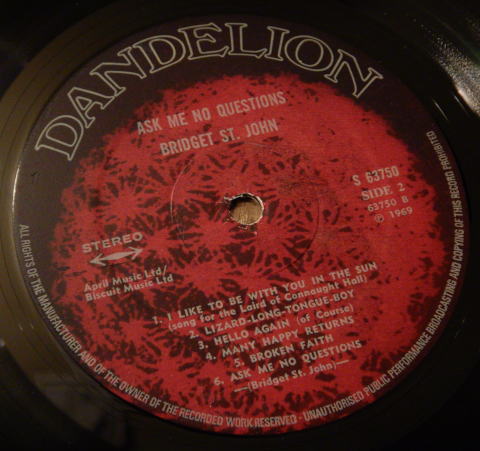 DANDELION
ASK ME NO QUESTIONS
BRIDGET ST. JOHN
S 63750
SIDE 2
63750 B
© 1969
STEREO
April Music Ltd/
Biscuit Music Ltd
1. I LIKE TO BE WITH YOU IN THE SUN
(song for the Laird of Connaught Hall)
2. LIZARD-LONG-TONGUE-BOY
3. HELLO AGAIN (of Course)
4. MANY HAPPY RETURNS
5. BROKEN FAITH
6. ASK ME NO QUESTIONS
—(Bridget St. John)—
ALL RIGHTS OF THE MANUFACTURER AND OF THE OWNER OF THE RECORDED WORK RESERVED - UNAUTHORISED PUBLIC PERFORMANCE BROADCASTING AND COPYING OF THIS RECORD PROHIBITED